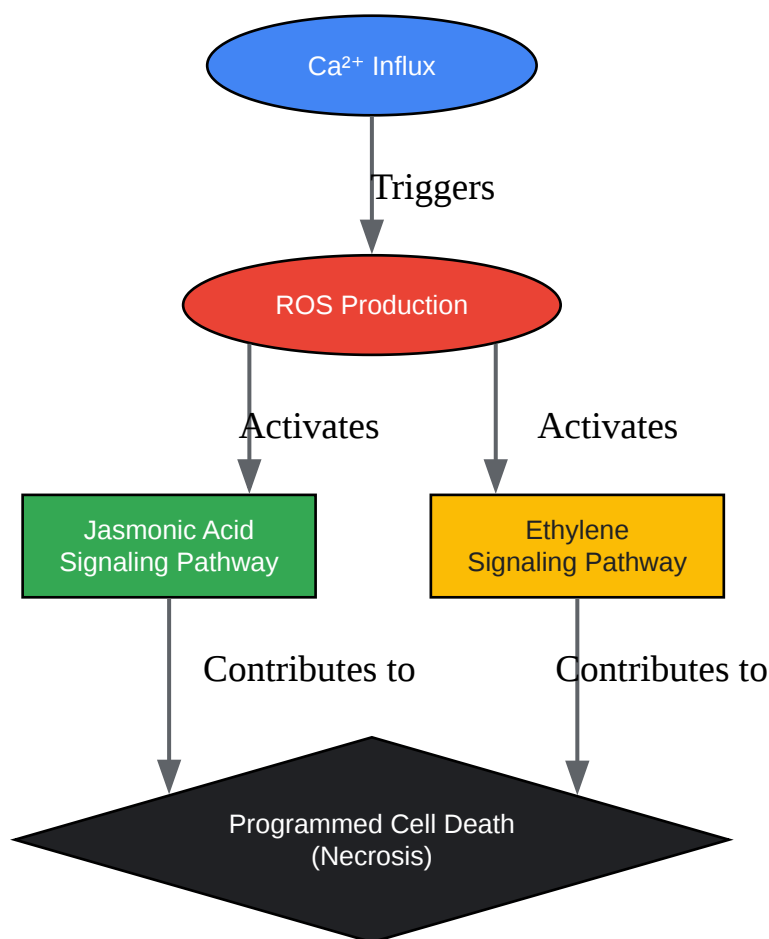 Ca²⁺ Influx
Triggers
ROS Production
Activates
Activates
Jasmonic Acid
Signaling Pathway
Ethylene
Signaling Pathway
Contributes to
Contributes to
Programmed Cell Death
(Necrosis)